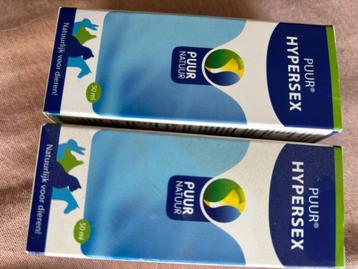 Natuurlijk voor dieren!
50 ml
PUUR
NATUUR
PUUR®
HYPERSEX
Natuurlijk voor dieren!
50 ml
PUUR
NATUUR
PUUR®
HYPERSEX